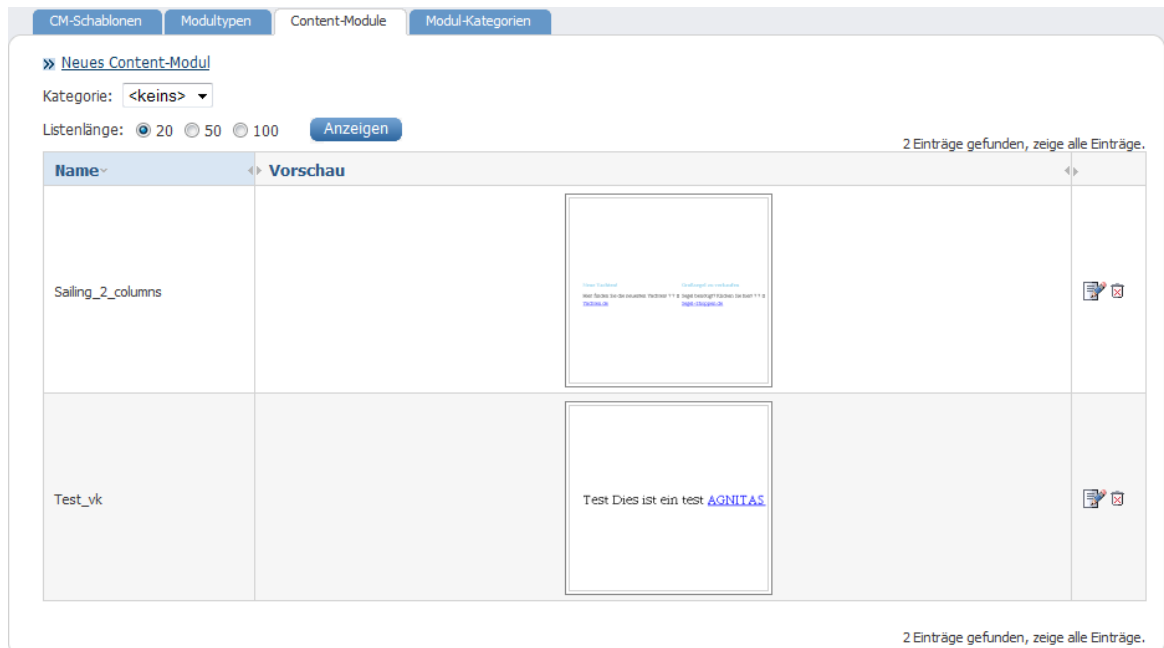 CM-Schablonen Modultypen Content-Module Modul-Kategorien
Neues Content-Modul
Kategorie: <keins>
Listenlänge: 20 50 100 Anzeigen
2 Einträge gefunden, zeige alle Einträge.
Name Vorschau
Sailing_2_columns
Test_vk
Test Dies ist ein test AGNITAS
2 Einträge gefunden, zeige alle Einträge.